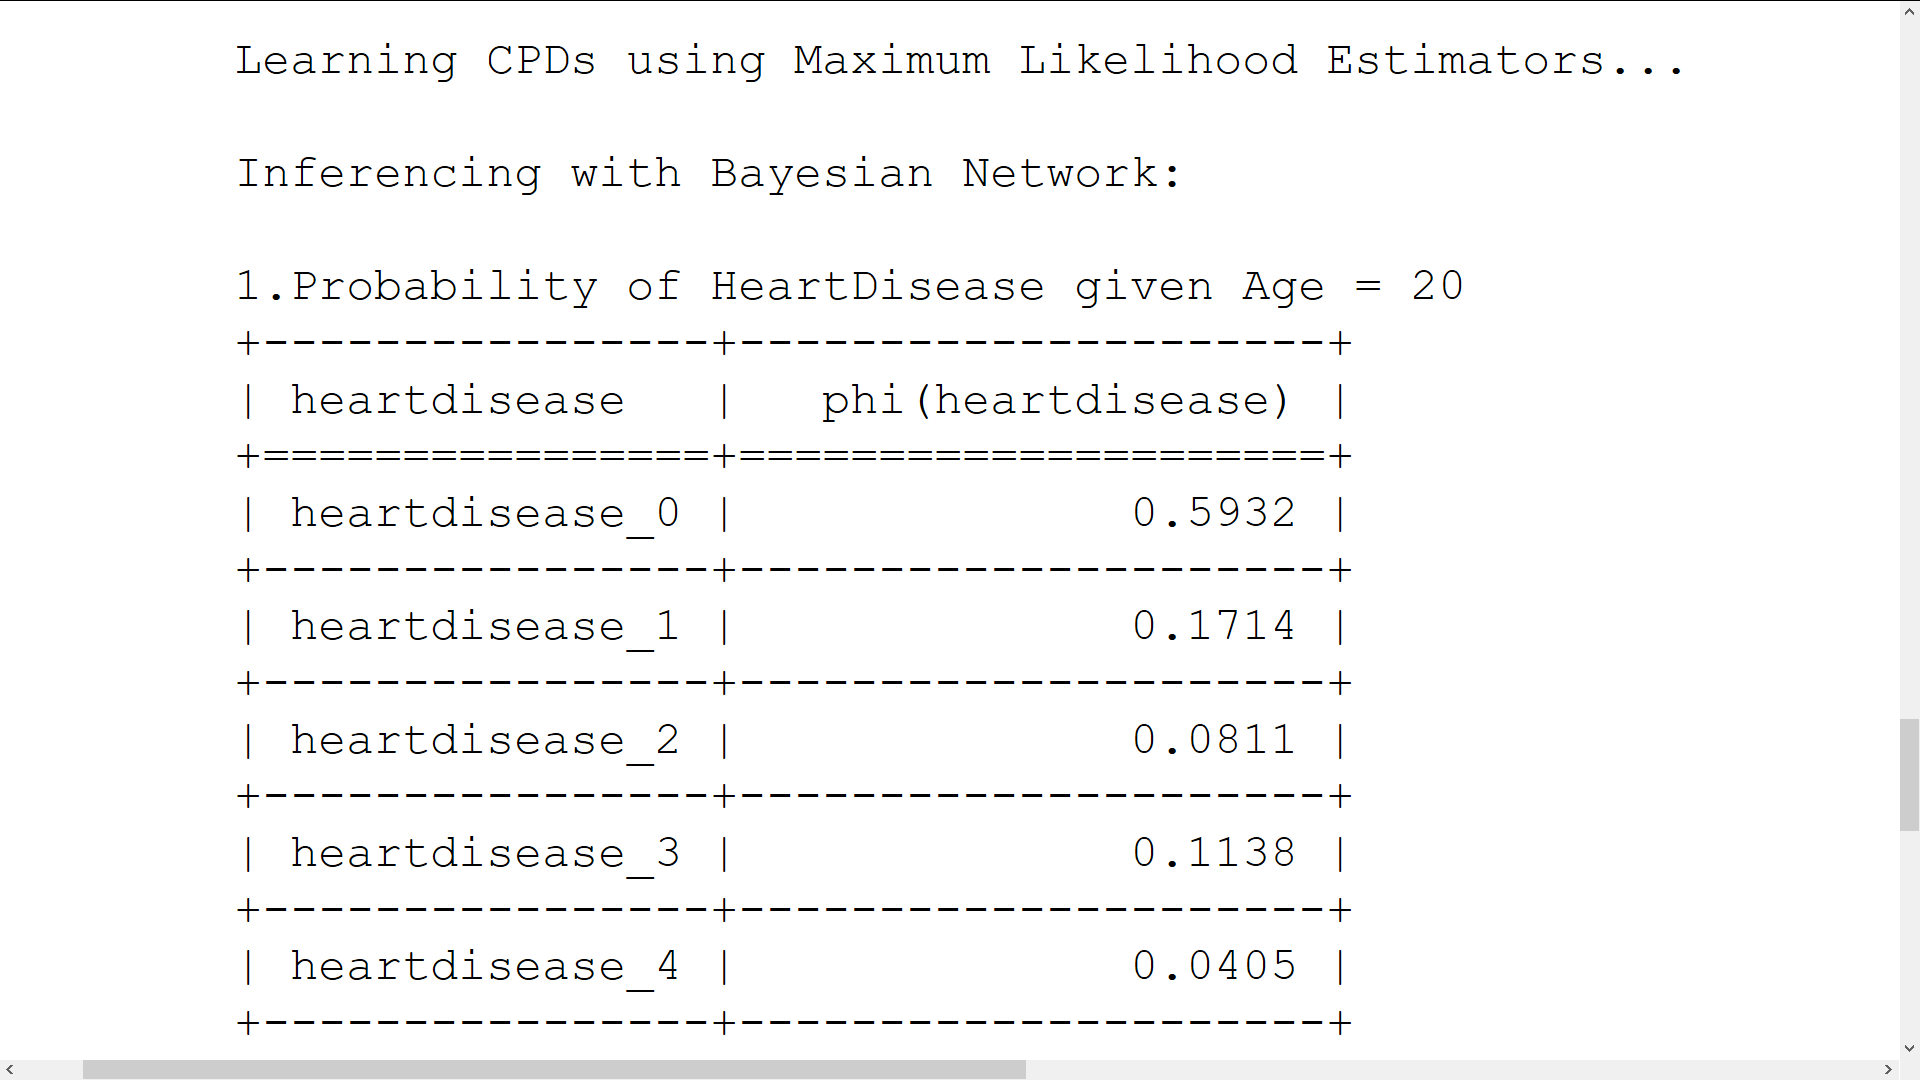 Learning CPDs using Maximum Likelihood Estimators...
Inferencing with Bayesian Network:
1.Probability of HeartDisease given Age = 20
+----------------+---------------------+
| heartdisease   |   phi(heartdisease) |
+================+=====================+
| heartdisease_0 |              0.5932 |
+----------------+---------------------+
| heartdisease_1 |              0.1714 |
+----------------+---------------------+
| heartdisease_2 |              0.0811 |
+----------------+---------------------+
| heartdisease_3 |              0.1138 |
+----------------+---------------------+
| heartdisease_4 |              0.0405 |
+----------------+---------------------+